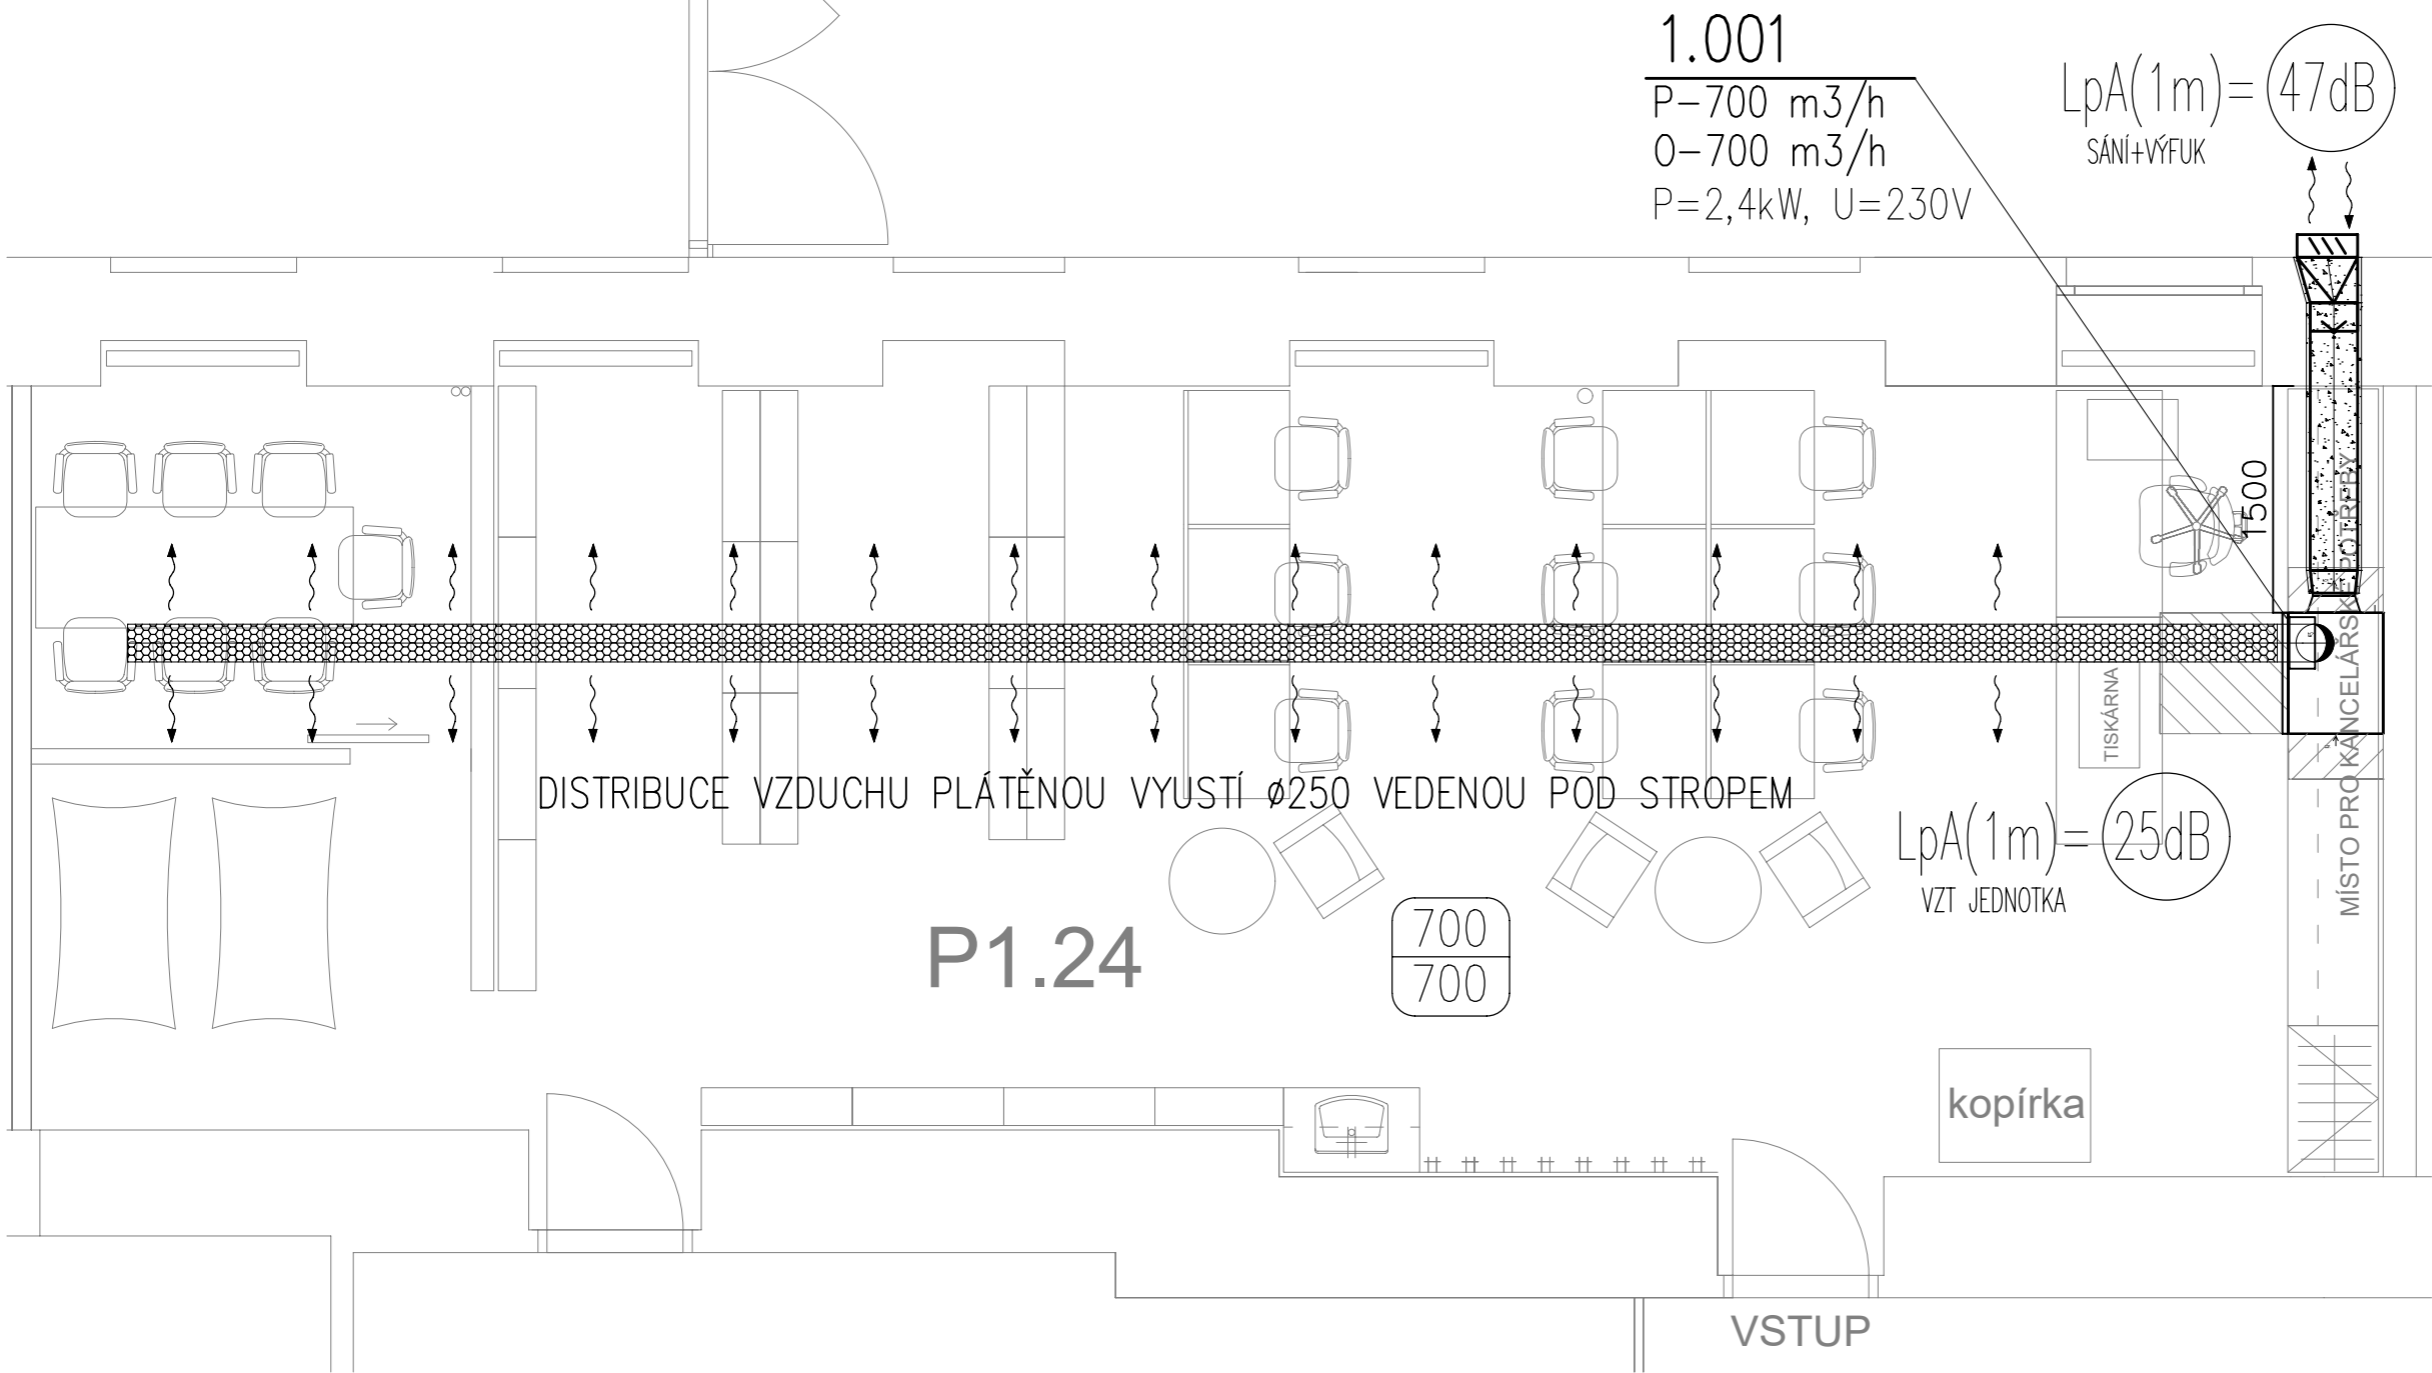 1.001
P-700 m3/h
O-700 m3/h
P=2,4kW, U=230V
LpA(1m)= 47dB
SÁNÍ+VÝFUK
1500
MÍSTO PRO KANCELÁŘSKÉ POTŘEBY
TISKÁRNA
DISTRIBUCE VZDUCHU PLÁTĚNOU VYUSTÍ ø250 VEDENOU POD STROPEM
LpA(1m)= 25dB
VZT JEDNOTKA
P1.24
700
700
kopírka
VSTUP